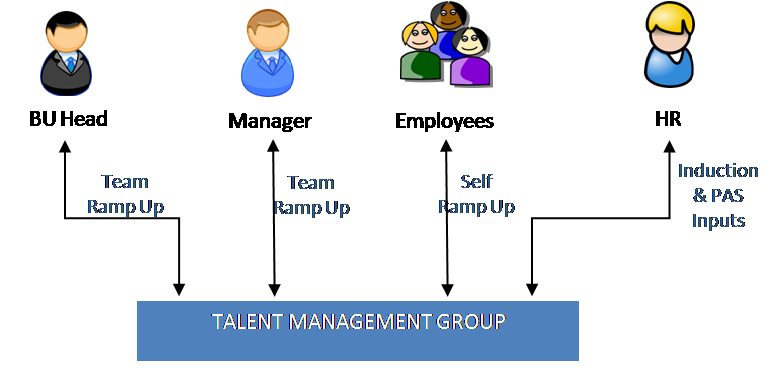 BU Head
Manager
Employees
HR
Team
Ramp Up
Team
Ramp Up
Self
Ramp Up
Induction
& PAS
Inputs
TALENT MANAGEMENT GROUP